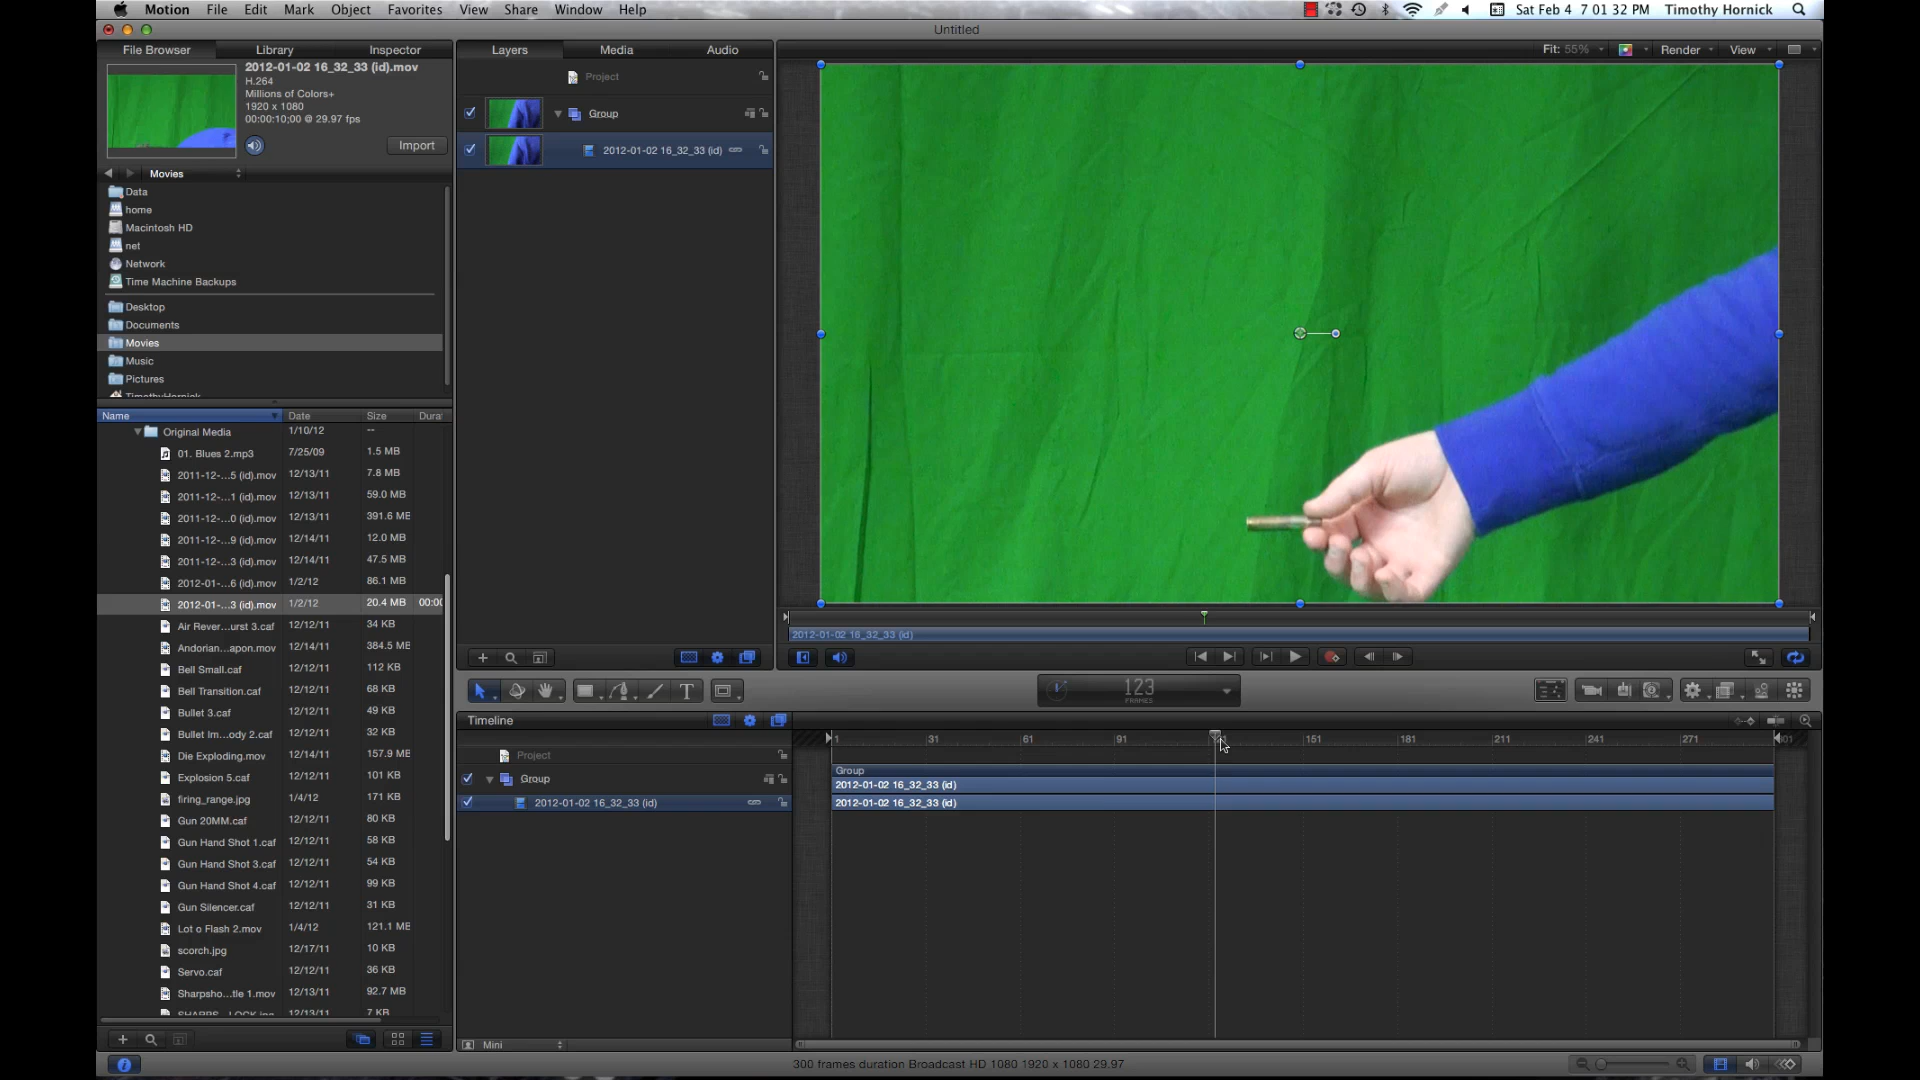 Motion File Edit Mark Object Favorites View Share Window Help
Sat Feb 4 7 01 32 PM Timothy Hornick
Untitled
File Browser Library Inspector
2012-01-02 16_32_33 (id).mov
H.264
Millions of Colors+
1920 x 1080
00:00:10;00 @ 29.97 fps
Import
Movies
Data
home
Macintosh HD
net
Network
Time Machine Backups
Desktop
Documents
Movies
Music
Pictures
Name Date Size Dura
Original Media 1/10/12 --
01. Blues 2.mp3 7/25/09 1.5 MB
2011-12-...5 (id).mov 12/13/11 7.8 MB
2011-12-...1 (id).mov 12/13/11 59.0 MB
2011-12-...0 (id).mov 12/13/11 391.6 ME
2011-12-...9 (id).mov 12/14/11 12.0 MB
2011-12-...3 (id).mov 12/14/11 47.5 MB
2012-01-...6 (id).mov 1/2/12 86.1 MB
2012-01-...3 (id).mov 1/2/12 20.4 MB 00:00
Air Rever...urst 3.caf 12/12/11 34 KB
Andorian...apon.mov 12/14/11 384.5 ME
Bell Small.caf 12/12/11 112 KB
Bell Transition.caf 12/12/11 68 KB
Bullet 3.caf 12/12/11 49 KB
Bullet Im...ody 2.caf 12/12/11 32 KB
Die Exploding.mov 12/14/11 157.9 ME
Explosion 5.caf 12/12/11 101 KB
firing_range.jpg 1/4/12 171 KB
Gun 20MM.caf 12/12/11 80 KB
Gun Hand Shot 1.caf 12/12/11 58 KB
Gun Hand Shot 3.caf 12/12/11 54 KB
Gun Hand Shot 4.caf 12/12/11 99 KB
Gun Silencer.caf 12/12/11 31 KB
Lot o Flash 2.mov 1/4/12 121.1 ME
scorch.jpg 12/17/11 10 KB
Servo.caf 12/12/11 36 KB
Sharpsho...tle 1.mov 12/13/11 92.7 MB
12/13/11 7 KB
Layers Media Audio
Project
Group
2012-01-02 16_32_33 (id)
Fit: 55% Render View
2012-01-02 16_32_33 (id)
123
FRAMES
Timeline
Project
Group
2012-01-02 16_32_33 (id)
1 31 61 91 151 181 211 241 271 301
Group
2012-01-02 16_32_33 (id)
2012-01-02 16_32_33 (id)
Mini
300 frames duration Broadcast HD 1080 1920 x 1080 29.97